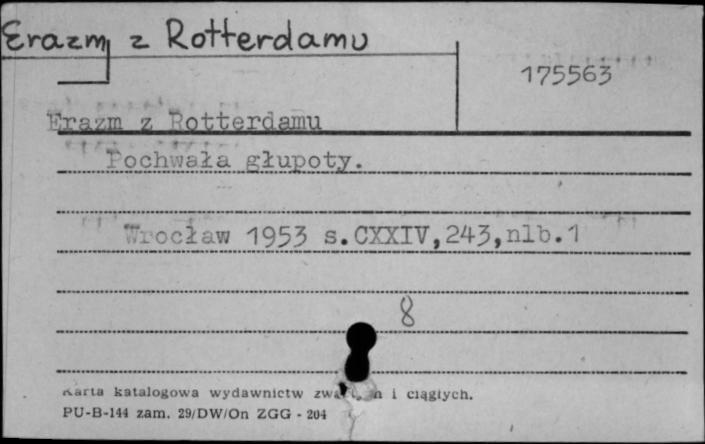 Erazm z Rotterdamu
175563
Erazm z Rotterdamu
Pochwała głupoty.
Wrocław 1953 s.CXXIV,243,nlb.1
8
Karta katalogowa wydawnictw i ciągłych.
PU-B-144 zam. 29/DW/On ZGG - 204